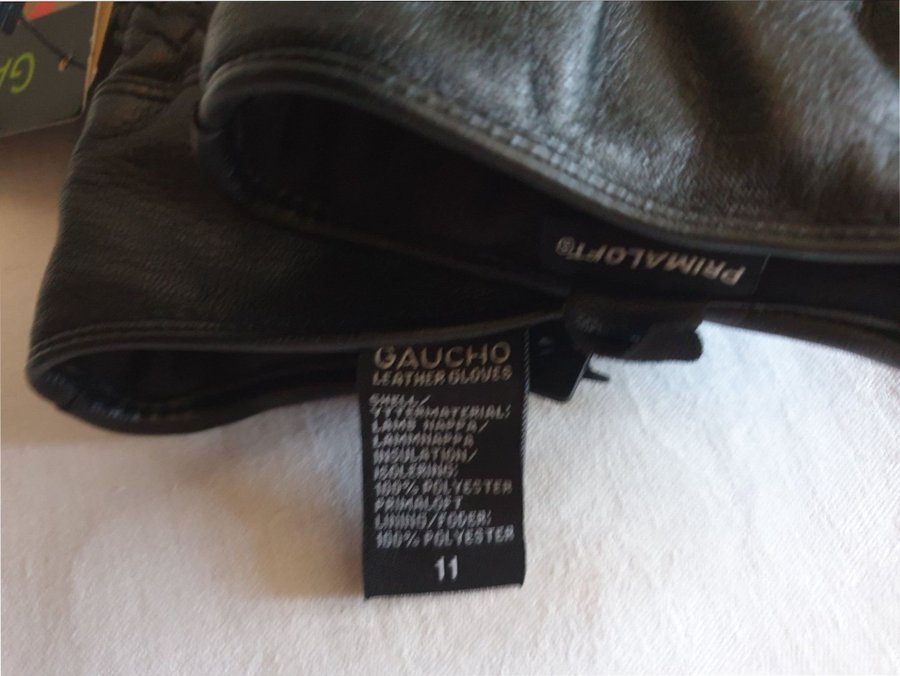 GA
PRIMALOFT®
GAUCHO
LEATHER GLOVES
SHELL/
YTTERMATERIAL:
LAMB NAPPA/
LAMMNAPPA
INSULATION/
ISOLERING:
100% POLYESTER
PRIMALOFT
LINING/FODER:
100% POLYESTER
11